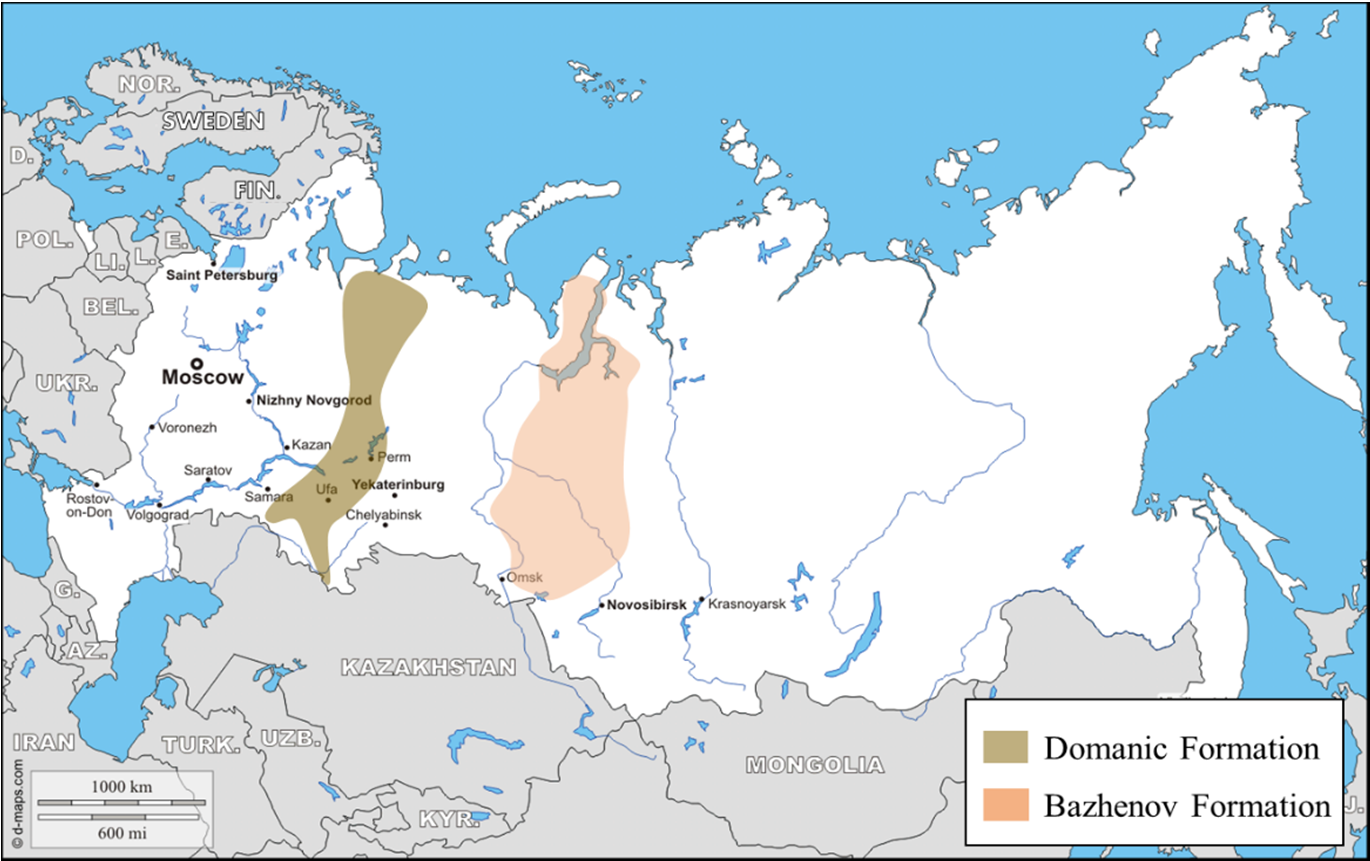 NOR.
SWEDEN
D.
FIN.
POL.
LI.
L.
E.
Saint Petersburg
BEL.
Moscow
UKR.
Nizhny Novgorod
Voronezh
Kazan
Perm
Saratov
Samara
Ufa
Yekaterinburg
Rostov-
on-Don
Volgograd
Chelyabinsk
Omsk
G.
Novosibirsk
Krasnoyarsk
AZ.
KAZAKHSTAN
IRAN
TURK.
UZB.
MONGOLIA
KYR.
J.
Domanic Formation
Bazhenov Formation
1000 km
600 mi
© d-maps.com